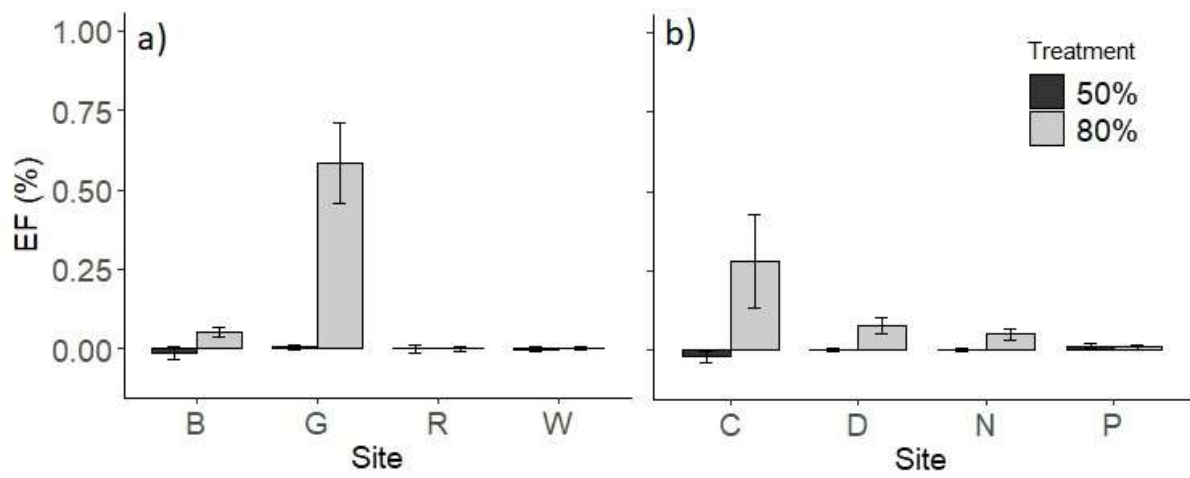 a)
EF (%)
1.00
0.75
0.50
0.25
0.00
B G R W
Site
b)
Treatment
50%
80%
C D N P
Site